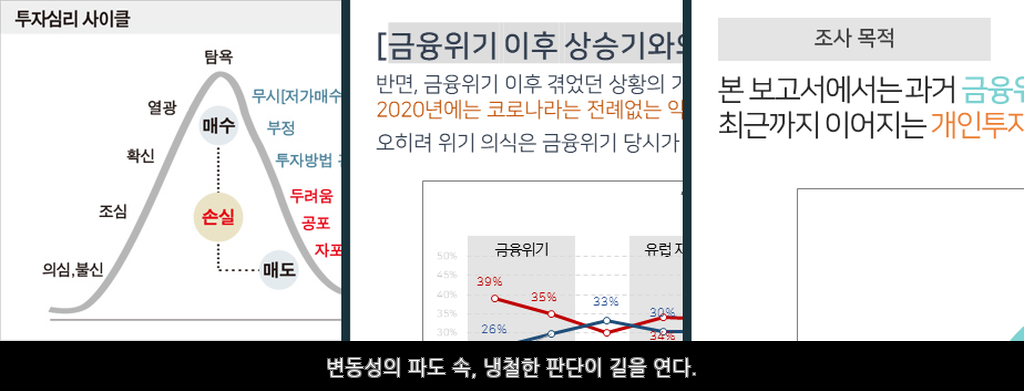 투자심리 사이클
탐욕
열광
무시[저가매수
매수
부정
확신
투자방법
두려움
조심
손실
공포
자포
의심,불신
매도
[금융위기 이후 상승기와
반면, 금융위기 이후 겪었던 상황의
2020년에는 코로나라는 전례없는
오히려 위기 의식은 금융위기 당시가
금융위기
유럽
50%
45%
40%
35%
30%
39%
35%
33%
30%
26%
34%
조사 목적
본 보고서에서는 과거 금융위
최근까지 이어지는 개인투자
변동성의 파도 속, 냉철한 판단이 길을 연다.